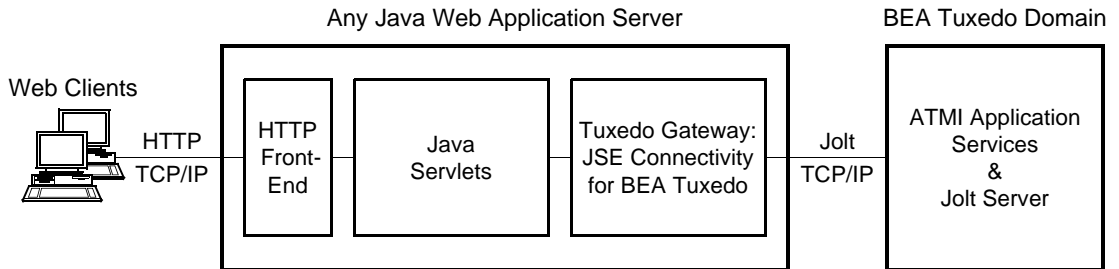 Any Java Web Application Server
BEA Tuxedo Domain
Web Clients
HTTP
TCP/IP
HTTP
Front-
End
Java
Servlets
Tuxedo Gateway:
JSE Connectivity
for BEA Tuxedo
Jolt
TCP/IP
ATMI Application
Services
&
Jolt Server